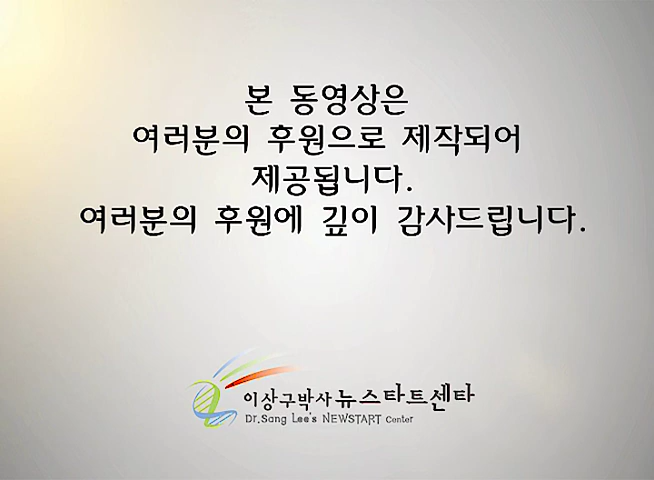 본 동영상은
여러분의 후원으로 제작되어
제공됩니다.
여러분의 후원에 깊이 감사드립니다.
이상구박사 뉴스타트센타
Dr.Sang Lee's NEWSTART Center